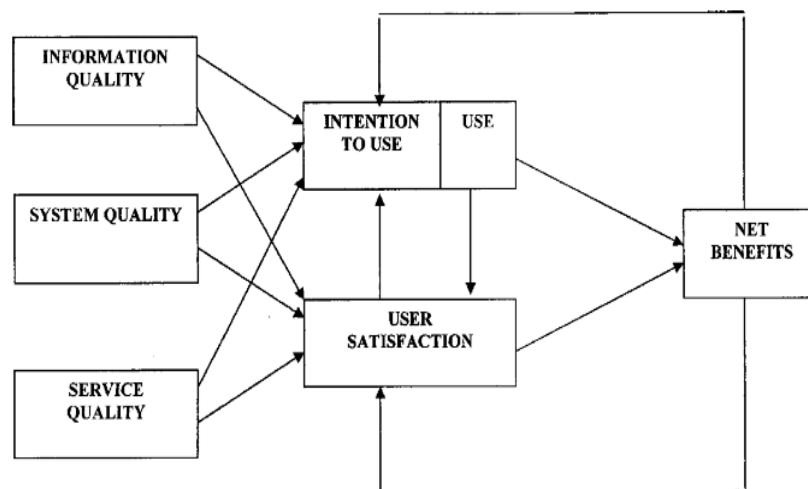 INFORMATION
QUALITY
INTENTION
TO USE
USE
SYSTEM QUALITY
NET
BENEFITS
USER
SATISFACTION
SERVICE
QUALITY